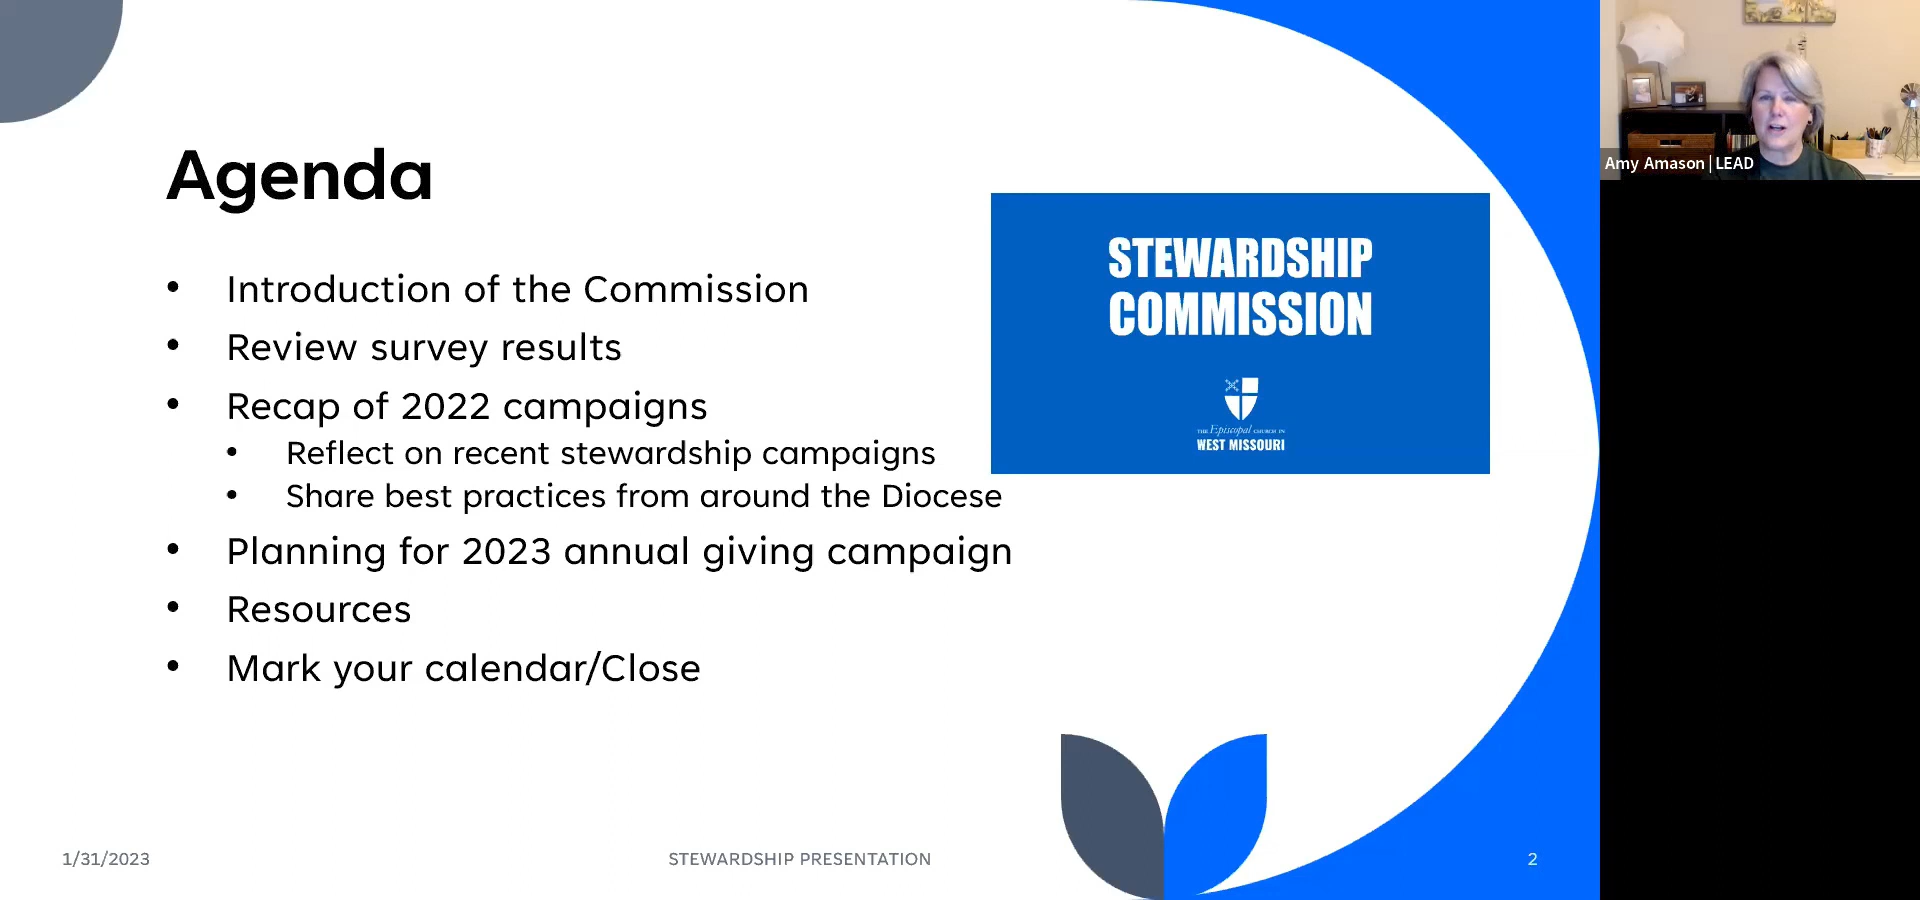 Agenda
• Introduction of the Commission
• Review survey results
• Recap of 2022 campaigns
• Reflect on recent stewardship campaigns
• Share best practices from around the Diocese
• Planning for 2023 annual giving campaign
• Resources
• Mark your calendar/Close
STEWARDSHIP
COMMISSION
THE Episcopal CHURCH IN
WEST MISSOURI
1/31/2023
STEWARDSHIP PRESENTATION
2
Amy Amason | LEAD